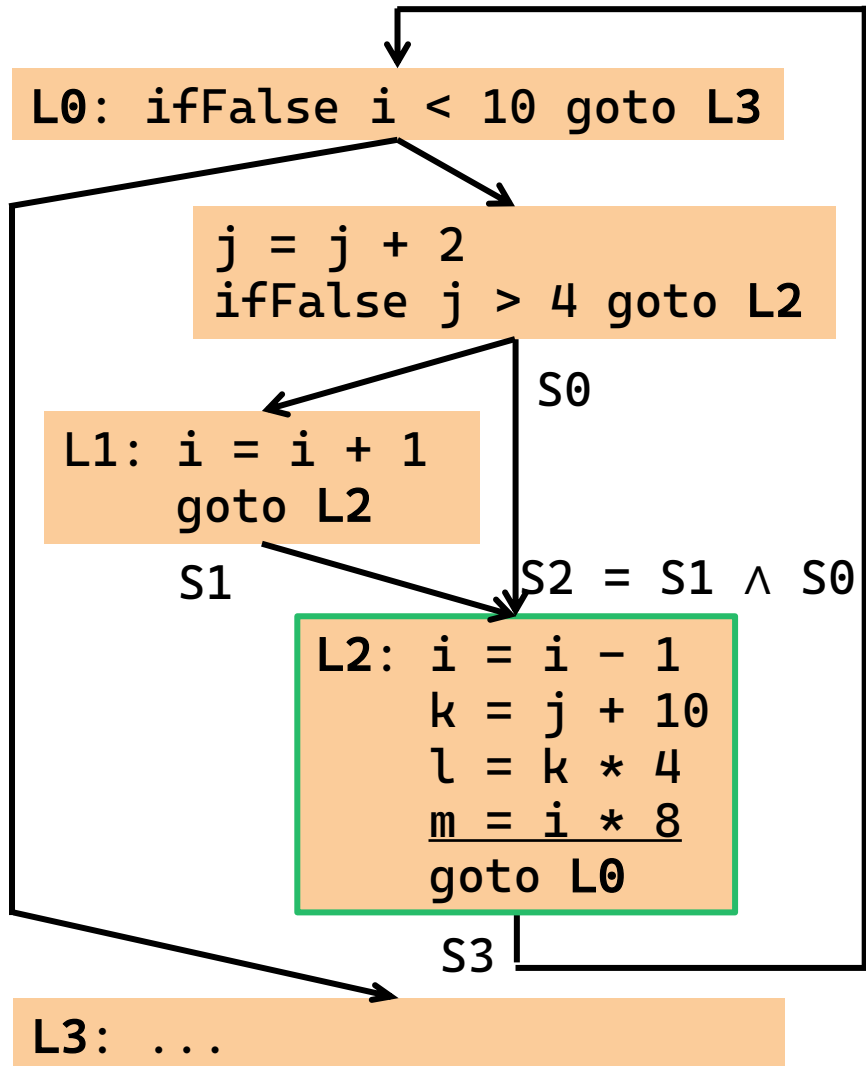 L0: ifFalse i < 10 goto L3
j = j + 2
ifFalse j > 4 goto L2
S0
L1: i = i + 1
goto L2
S1
S2 = S1 ∧ S0
L2: i = i − 1
k = j + 10
l = k * 4
m = i * 8
goto L0
S3
L3: ...